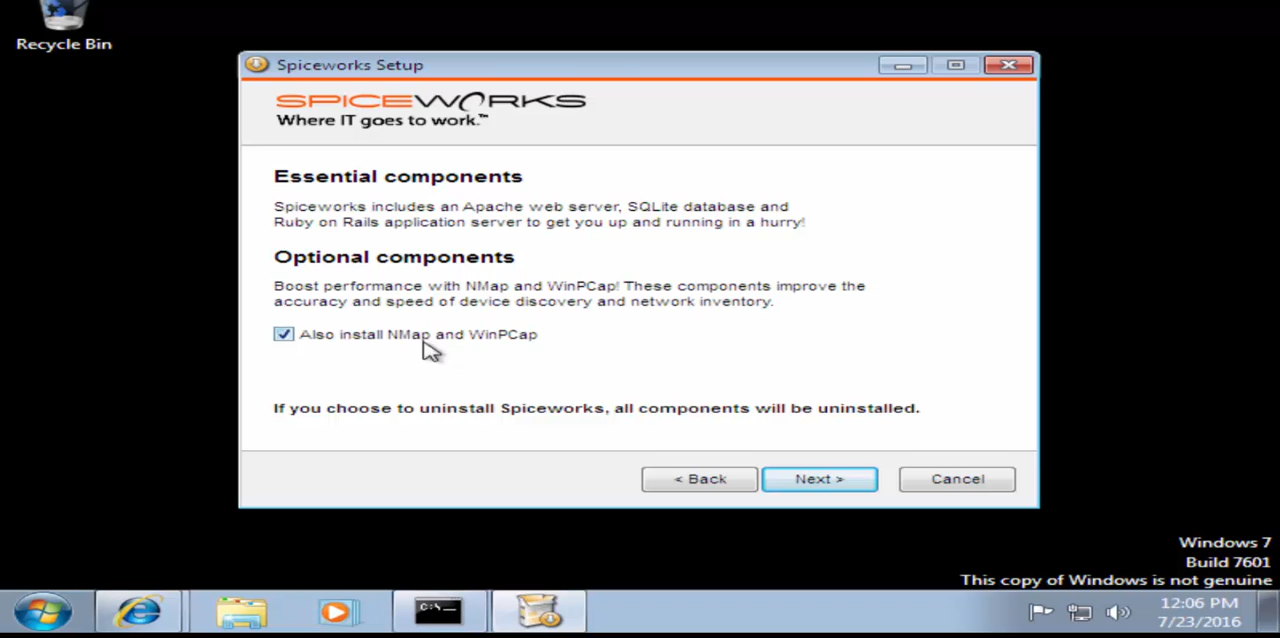 Recycle Bin
Spiceworks Setup
SPICEWORKS
Where IT goes to work.™
Essential components
Spiceworks includes an Apache web server, SQLite database and
Ruby on Rails application server to get you up and running in a hurry!
Optional components
Boost performance with NMap and WinPCap! These components improve the
accuracy and speed of device discovery and network inventory.
Also install NMap and WinPCap
If you choose to uninstall Spiceworks, all components will be uninstalled.
< Back
Next >
Cancel
Windows 7
Build 7601
This copy of Windows is not genuine
C:\
12:06 PM
7/23/2016